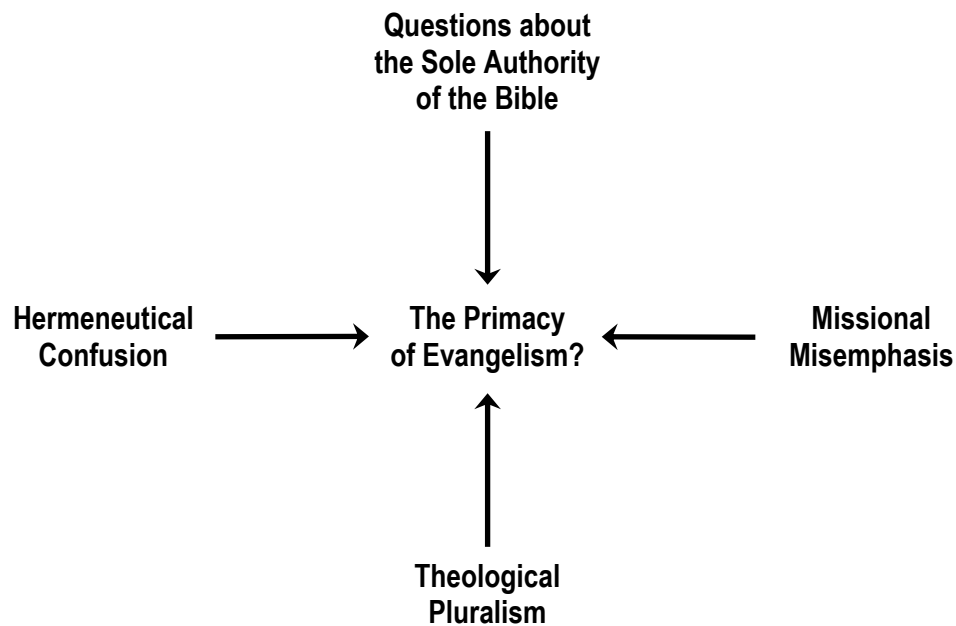 Questions about
the Sole Authority
of the Bible
Hermeneutical
Confusion
The Primacy
of Evangelism?
Missional
Misemphasis
Theological
Pluralism